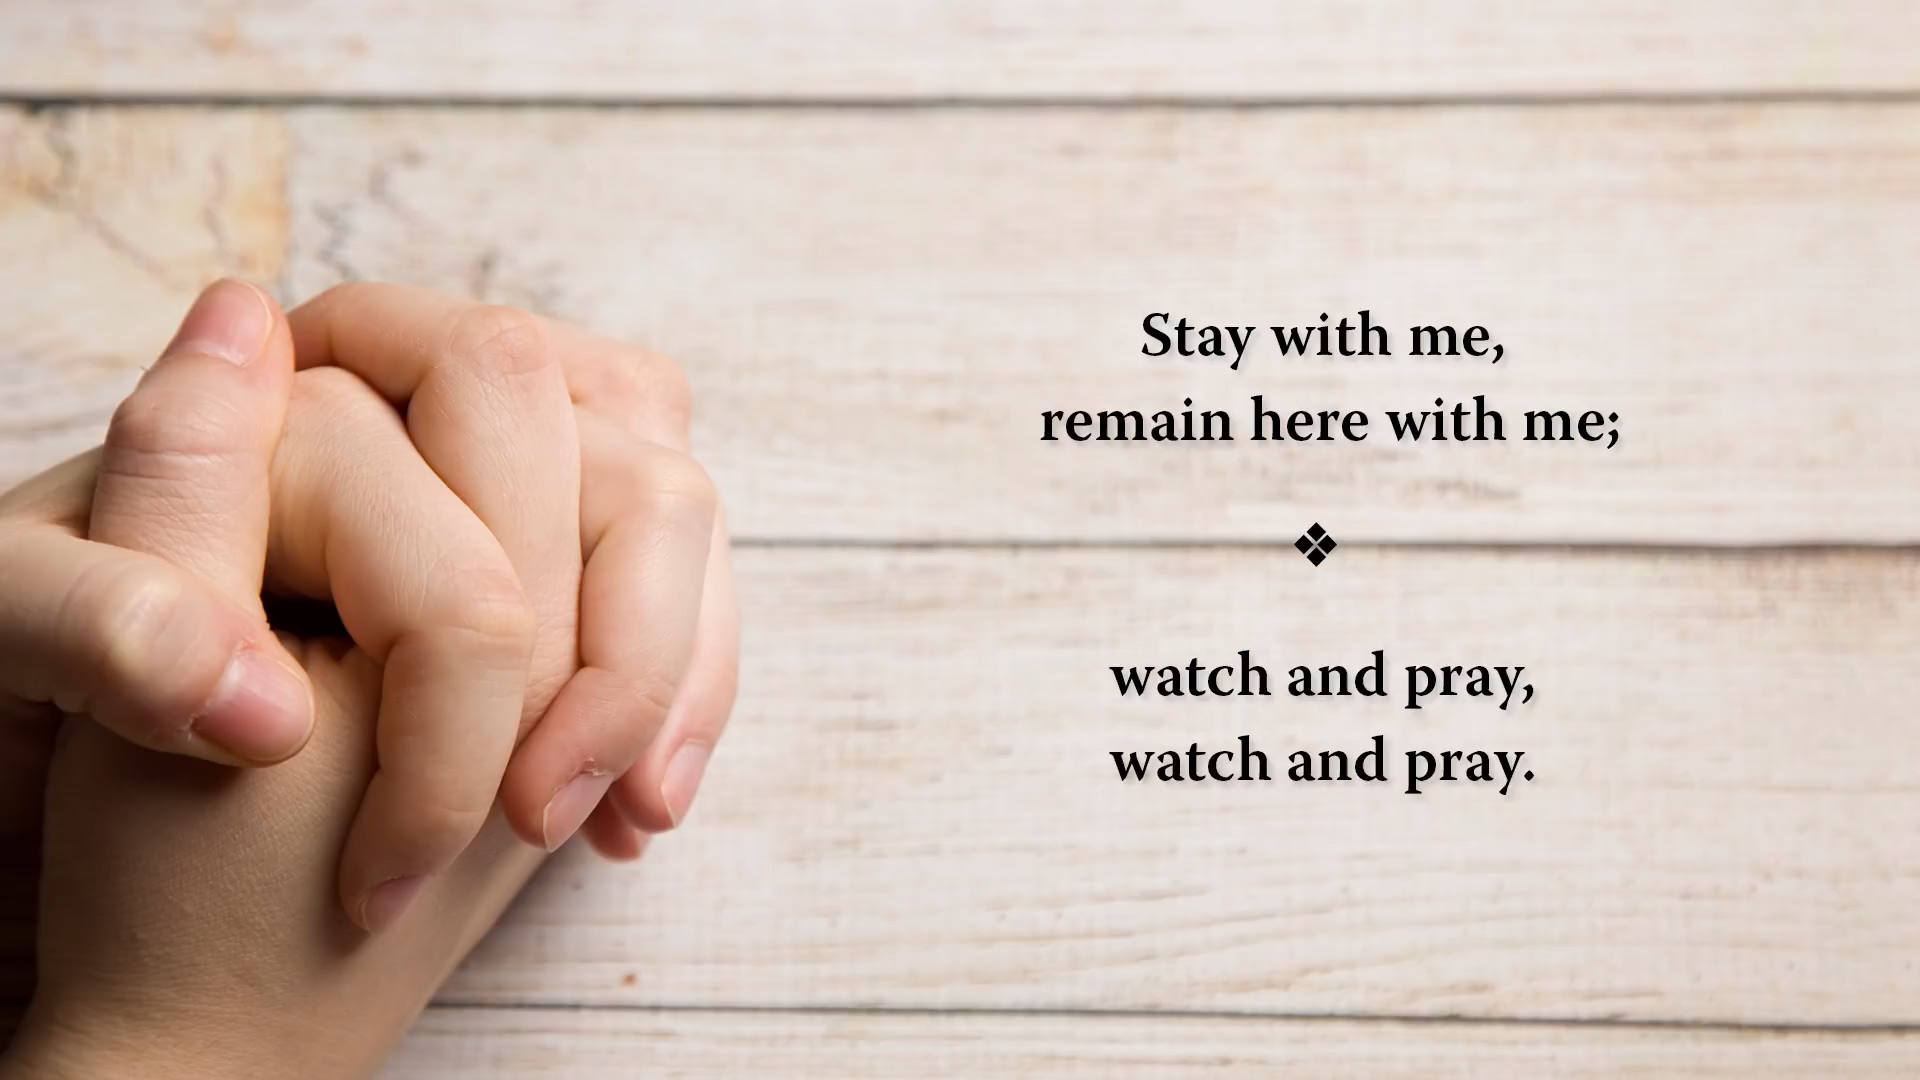 Stay with me,
remain here with me;
❖
watch and pray,
watch and pray.